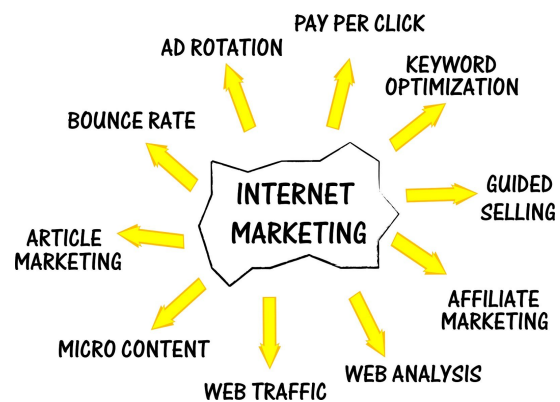 PAY PER CLICK
AD ROTATION
KEYWORD
OPTIMIZATION
BOUNCE RATE
GUIDED
SELLING
INTERNET
MARKETING
ARTICLE
MARKETING
AFFILIATE
MARKETING
MICRO CONTENT
WEB ANALYSIS
WEB TRAFFIC